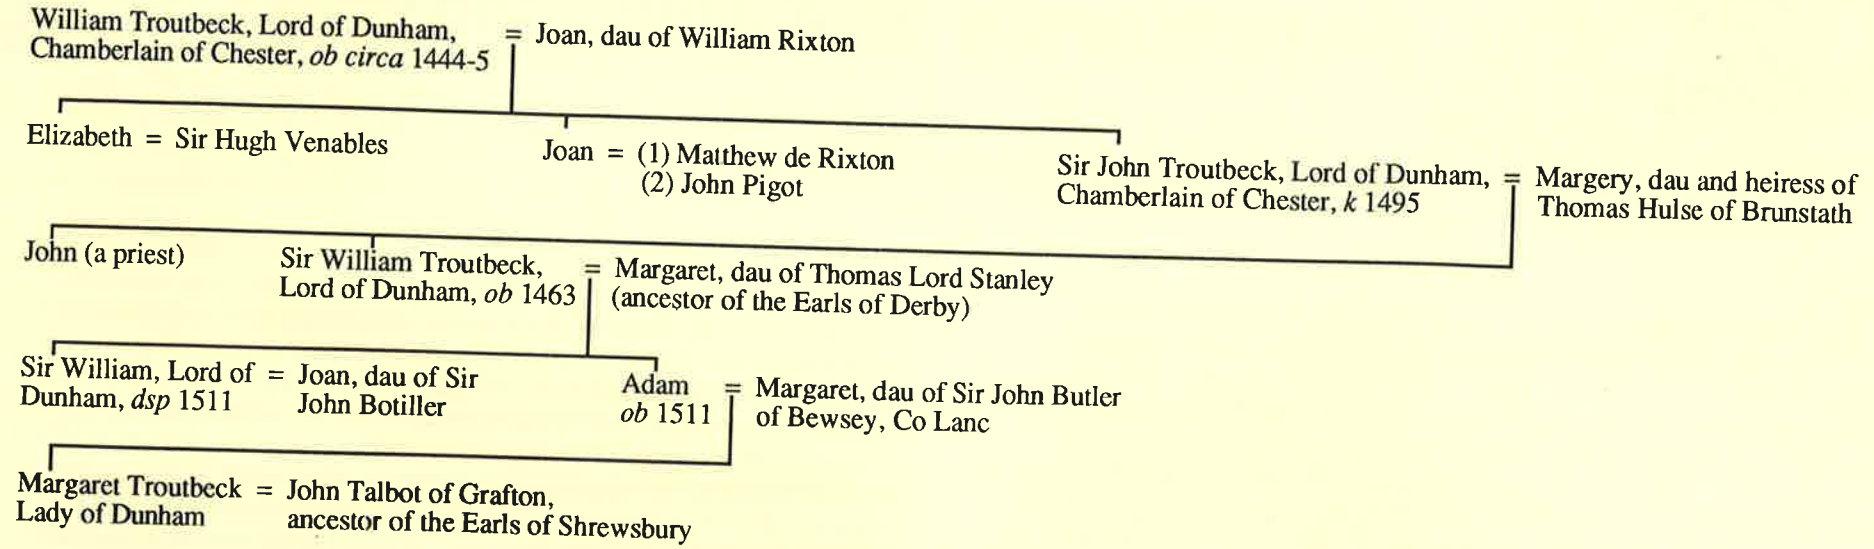 William Troutbeck, Lord of Dunham, = Joan, dau of William Rixton
Chamberlain of Chester, ob circa 1444-5
Elizabeth = Sir Hugh Venables
Joan = (1) Matthew de Rixton
(2) John Pigot
Sir John Troutbeck, Lord of Dunham, = Margery, dau and heiress of
Chamberlain of Chester, k 1495 Thomas Hulse of Brunstath
John (a priest)
Sir William Troutbeck, = Margaret, dau of Thomas Lord Stanley
Lord of Dunham, ob 1463 (ancestor of the Earls of Derby)
Sir William, Lord of = Joan, dau of Sir
Dunham, dsp 1511 John Botiller
Adam = Margaret, dau of Sir John Butler
ob 1511 of Bewsey, Co Lanc
Margaret Troutbeck = John Talbot of Grafton,
Lady of Dunham ancestor of the Earls of Shrewsbury